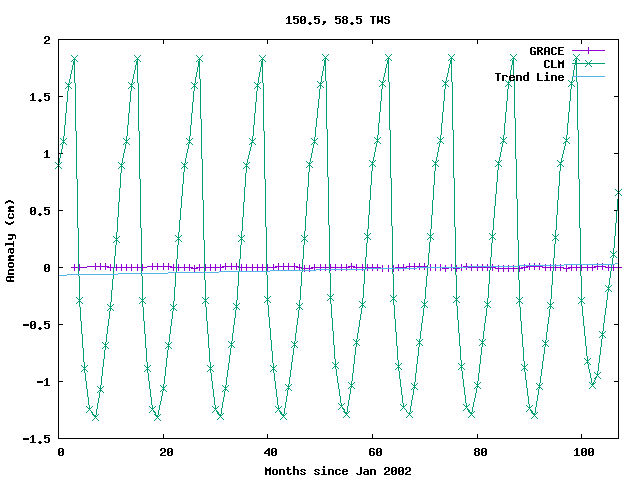 150.5, 58.5 TWS
GRACE
CLM
Trend Line
2
1.5
1
0.5
0
-0.5
-1
-1.5
Anomaly (cm)
0 20 40 60 80 100
Months since Jan 2002